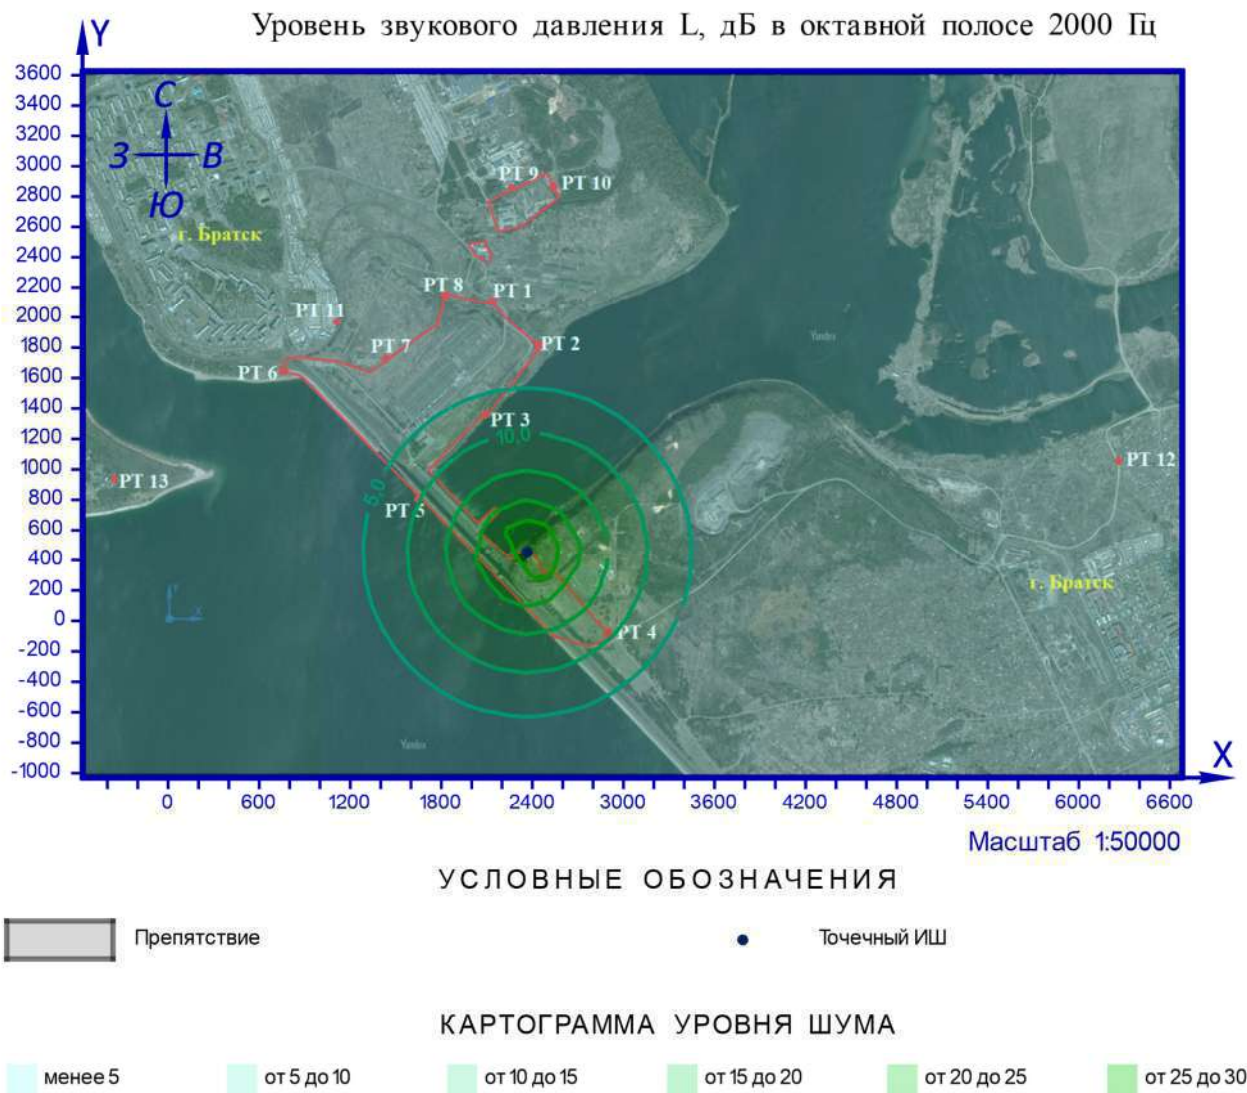 Уровень звукового давления L, дБ в октавной полосе 2000 Гц
Y
3600
3400
3200
3000
2800
2600
2400
2200
2000
1800
1600
1400
1200
1000
800
600
400
200
0
-200
-400
-600
-800
-1000
С
З В
Ю
г. Братск
РТ 9
РТ 10
РТ 8
РТ 1
РТ 11
РТ 7
РТ 2
Yandex
РТ 6
РТ 3
10,0
РТ 12
РТ 13
5,0
РТ 5
г. Братск
Y
X
РТ 4
Yandex
X
0 600 1200 1800 2400 3000 3600 4200 4800 5400 6000 6600
Масштаб 1:50000
УСЛОВНЫЕ ОБОЗНАЧЕНИЯ
Препятствие
Точечный ИШ
КАРТОГРАММА УРОВНЯ ШУМА
менее 5
от 5 до 10
от 10 до 15
от 15 до 20
от 20 до 25
от 25 до 30